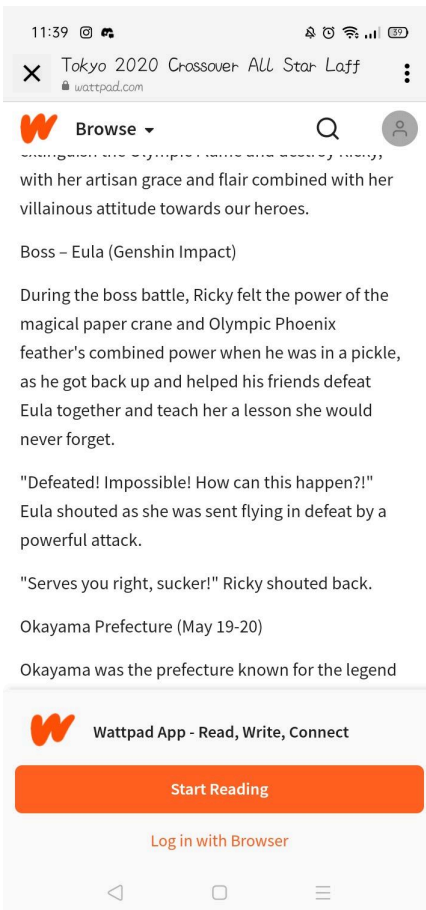 11:39
39
Tokyo 2020 Crossover All Star Laff
wattpad.com
Browse
with her artisan grace and flair combined with her
villainous attitude towards our heroes.
Boss – Eula (Genshin Impact)
During the boss battle, Ricky felt the power of the
magical paper crane and Olympic Phoenix
feather's combined power when he was in a pickle,
as he got back up and helped his friends defeat
Eula together and teach her a lesson she would
never forget.
"Defeated! Impossible! How can this happen?!"
Eula shouted as she was sent flying in defeat by a
powerful attack.
"Serves you right, sucker!" Ricky shouted back.
Okayama Prefecture (May 19-20)
Okayama was the prefecture known for the legend
Wattpad App - Read, Write, Connect
Start Reading
Log in with Browser